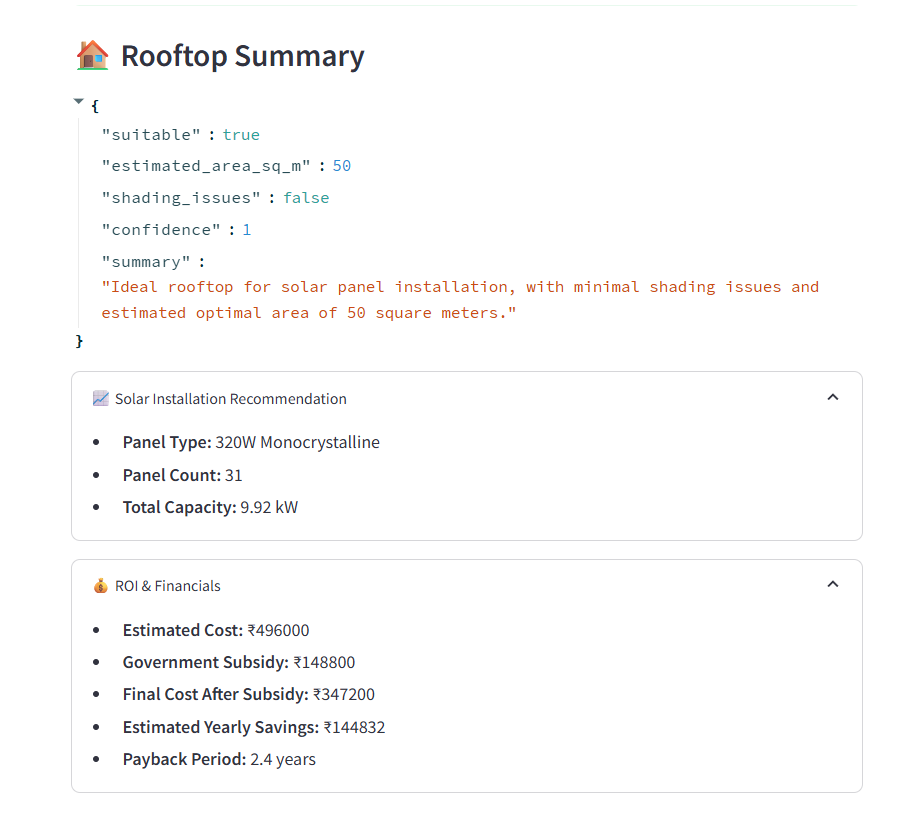 Rooftop Summary
{
"suitable" : true
"estimated_area_sq_m" : 50
"shading_issues" : false
"confidence" : 1
"summary" :
"Ideal rooftop for solar panel installation, with minimal shading issues and
estimated optimal area of 50 square meters."
}
Solar Installation Recommendation
• Panel Type: 320W Monocrystalline
• Panel Count: 31
• Total Capacity: 9.92 kW
ROI & Financials
• Estimated Cost: ₹496000
• Government Subsidy: ₹148800
• Final Cost After Subsidy: ₹347200
• Estimated Yearly Savings: ₹144832
• Payback Period: 2.4 years